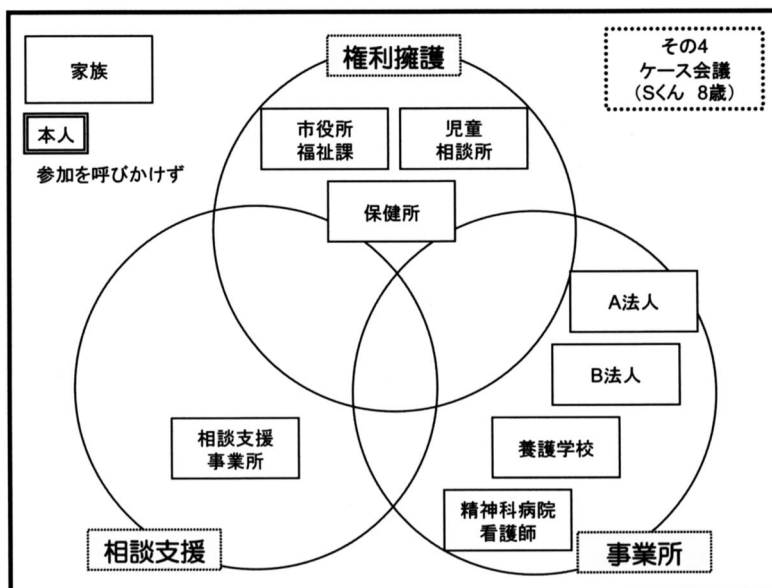 権利擁護
その4
ケース会議
(Sくん 8歳)
家族
本人
参加を呼びかけず
市役所
福祉課
児童
相談所
保健所
A法人
B法人
相談支援
事業所
養護学校
精神科病院
看護師
相談支援
事業所